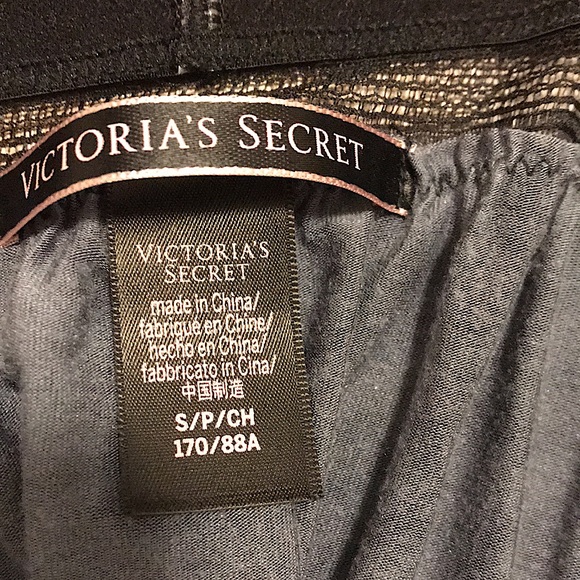 VICTORIA'S SECRET
VICTORIA'S
SECRET
made in China/
fabriqué en Chine/
hecho en China/
fabbricato in Cina/
中国制造
S/P/CH
170/88A